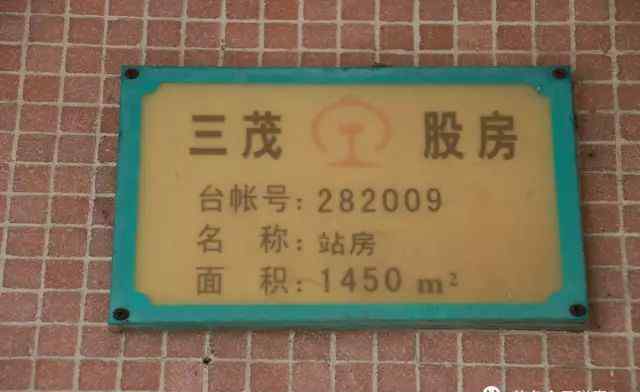 三茂 股房
台帐号: 282009
名 称: 站房
面 积: 1450 m²